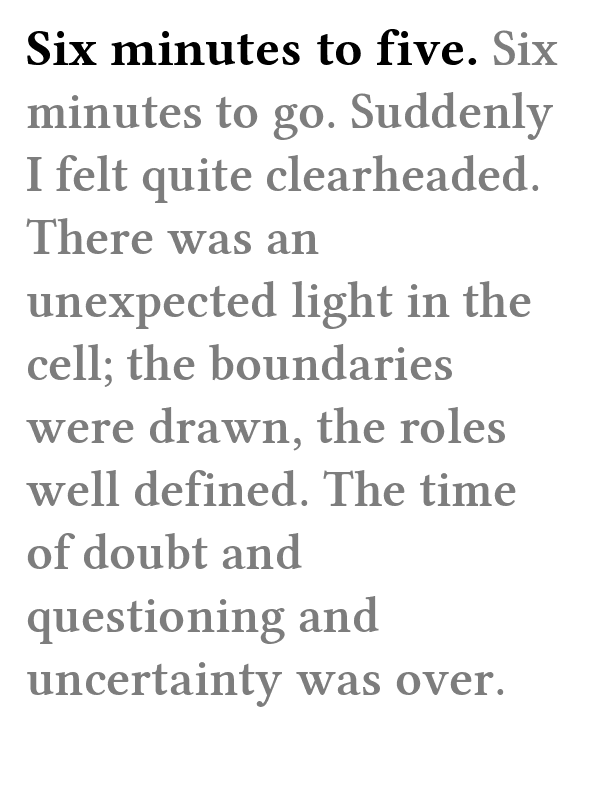 Six minutes to five. Six
minutes to go. Suddenly
I felt quite clearheaded.
There was an
unexpected light in the
cell; the boundaries
were drawn, the roles
well defined. The time
of doubt and
questioning and
uncertainty was over.